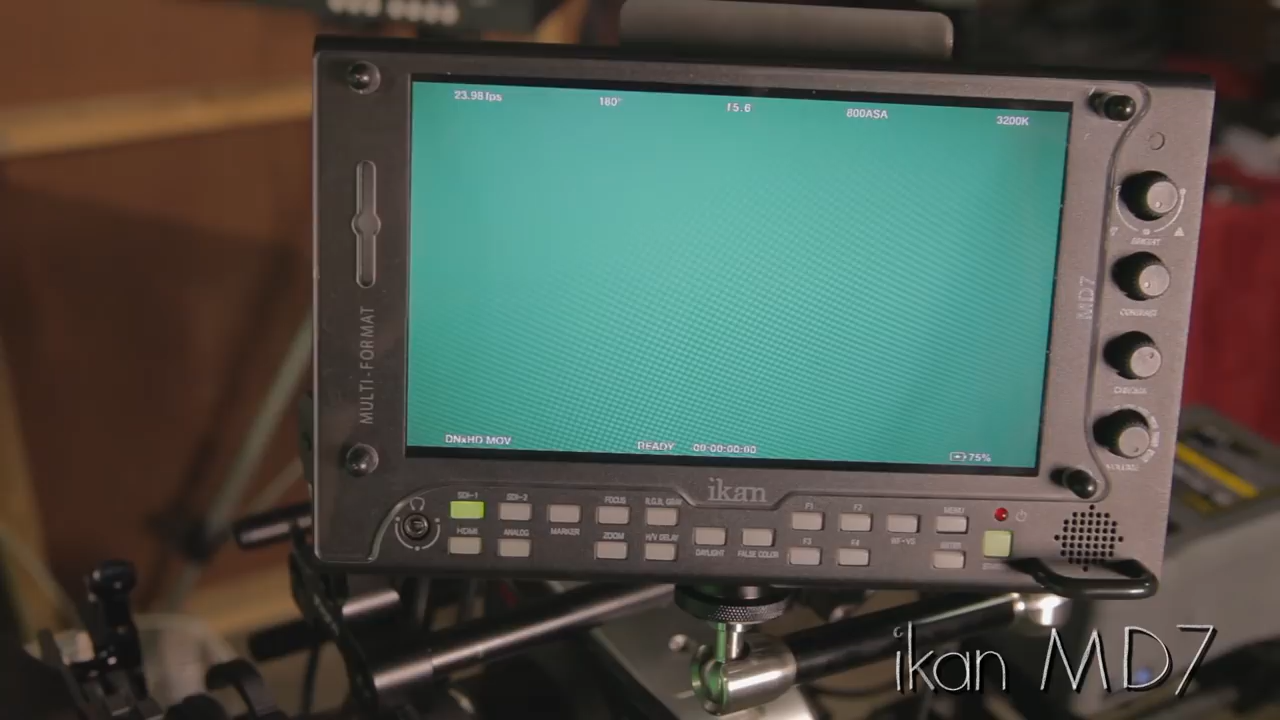 23.98 fps 180° f 5.6 800ASA 3200K
MULTI-FORMAT
MD7
BRIGHT
CONTRAST
CHROMA
VOLUME
DNxHD MOV READY 00:00:00:00 75%
ikan
SDI-1 SDI-2 MARKER FOCUS B,G,R, GRAY
HDMI ANALOG ZOOM H/V DELAY
DAYLIGHT FALSE COLOR
F1 F2 MENU
F3 F4 ENTER
ikan MD7